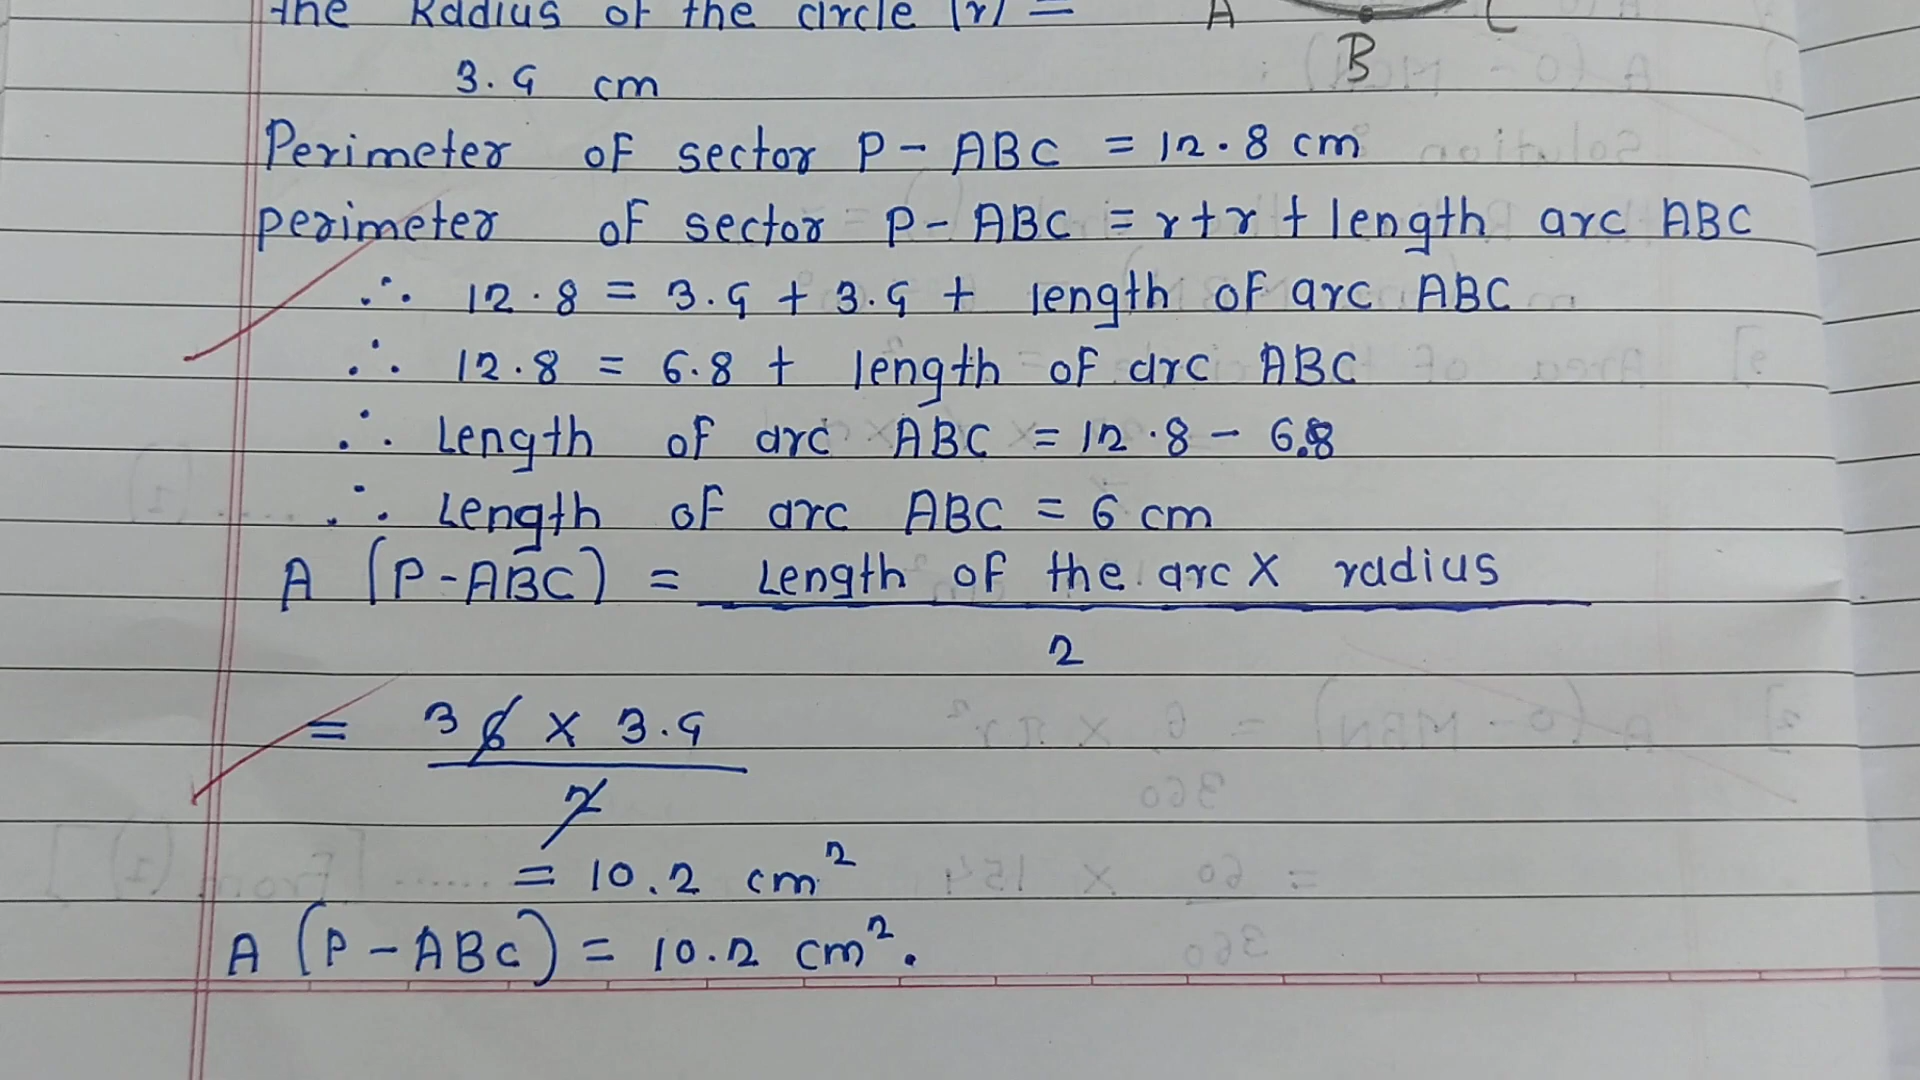 the Radius of the circle (r) =
A
B
C
3.4 cm
Perimeter of sector P - ABC = 12.8 cm
perimeter of sector P - ABC = r + r + length arc ABC
∴ 12.8 = 3.4 + 3.4 + length of arc ABC
∴ 12.8 = 6.8 + length of arc ABC
∴ Length of arc ABC = 12.8 - 6.8
∴ Length of arc ABC = 6 cm
A (P-ABC) = Length of the arc X radius
2
= 3 6 x 3.4
2
= 10.2 cm²
A (P-ABC) = 10.2 cm².